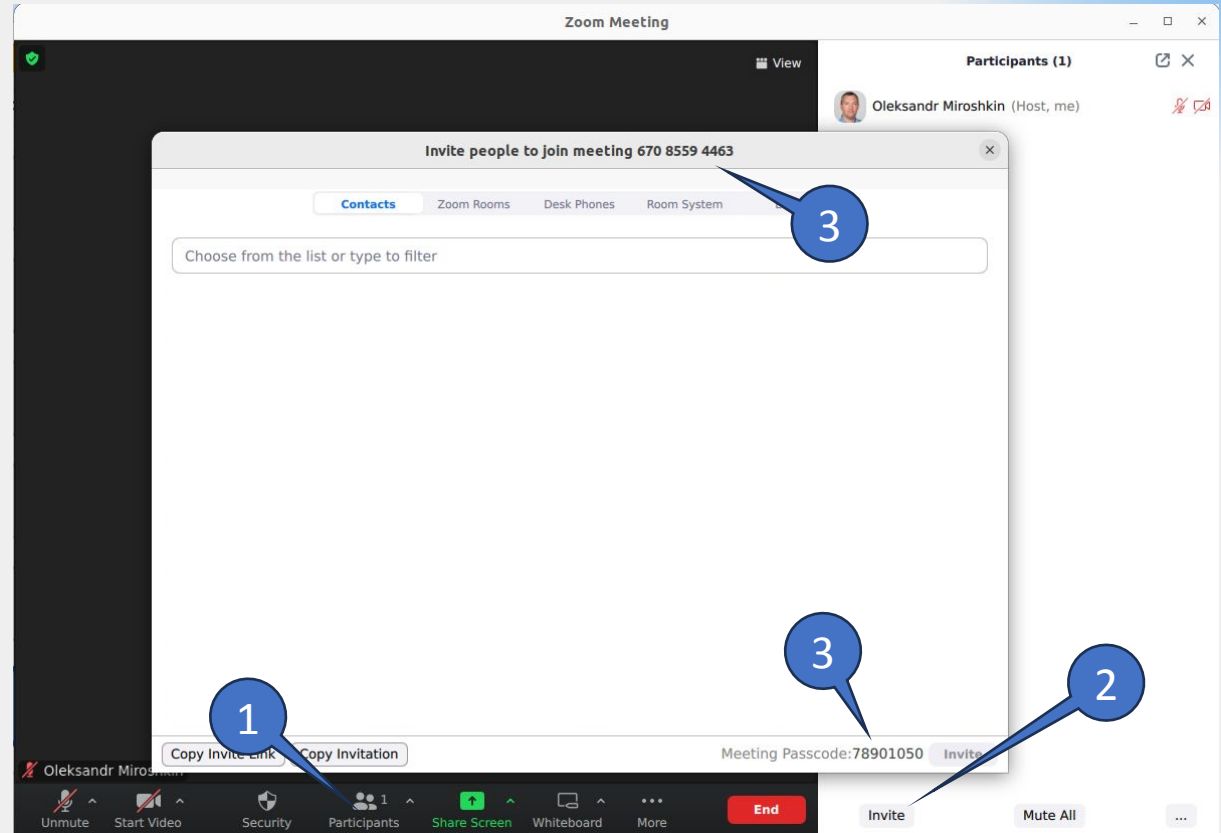 Zoom Meeting
View
Participants (1)
Oleksandr Miroshkin (Host, me)
Invite people to join meeting 670 8559 4463
Contacts Zoom Rooms Desk Phones Room System
3
Choose from the list or type to filter
3
2
1
Copy Invite Link Copy Invitation Meeting Passcode:78901050 Invite
Oleksandr Miroshkin
Unmute Start Video Security Participants 1 Share Screen Whiteboard More End
Invite Mute All ...